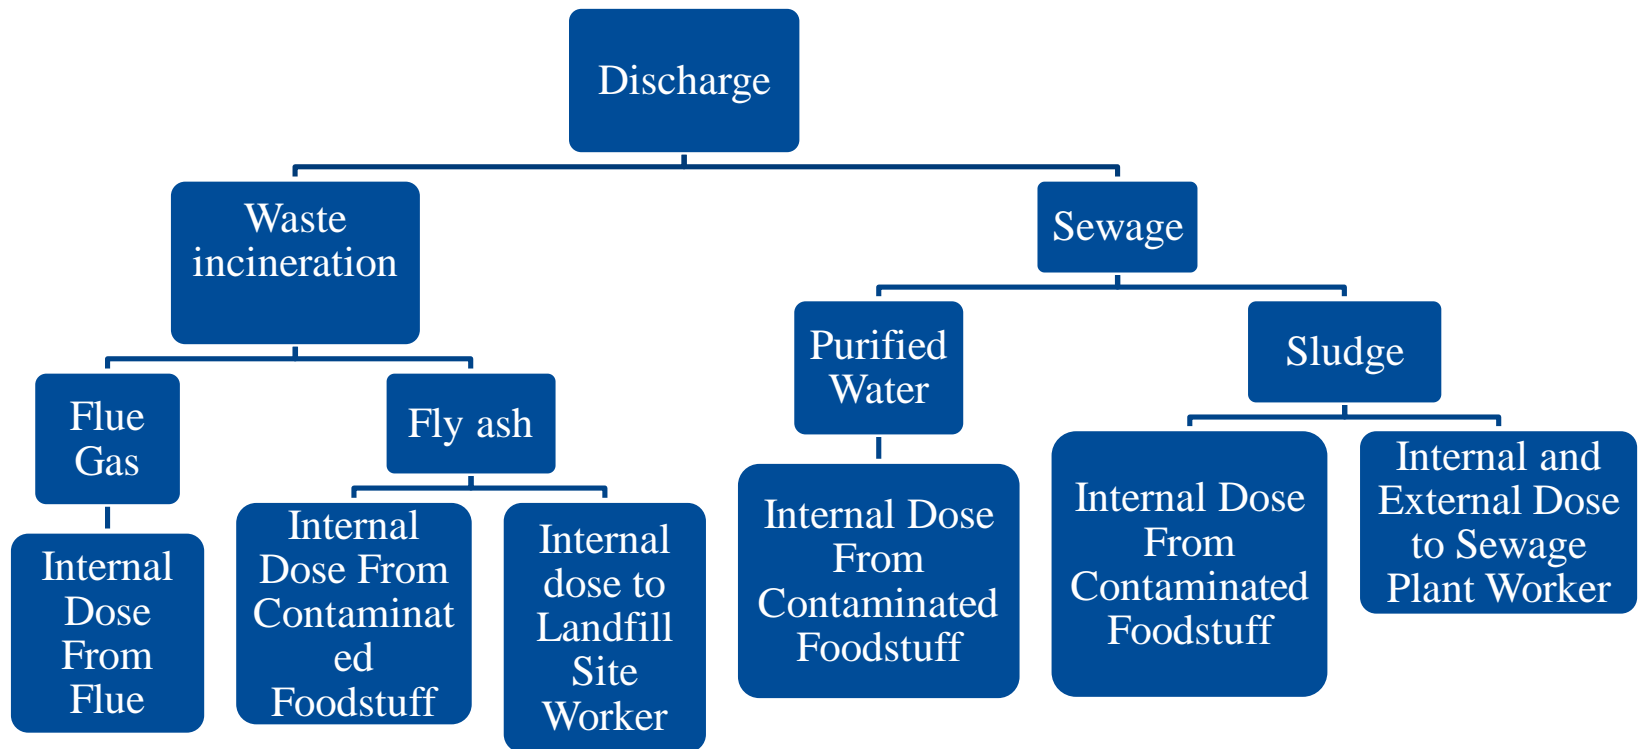 Discharge
Waste
incineration
Sewage
Flue
Gas
Fly ash
Purified
Water
Sludge
Internal
Dose
From
Flue
Internal
Dose From
Contaminat
ed
Foodstuff
Internal
dose to
Landfill
Site
Worker
Internal Dose
From
Contaminated
Foodstuff
Internal Dose
From
Contaminated
Foodstuff
Internal and
External Dose
to Sewage
Plant Worker